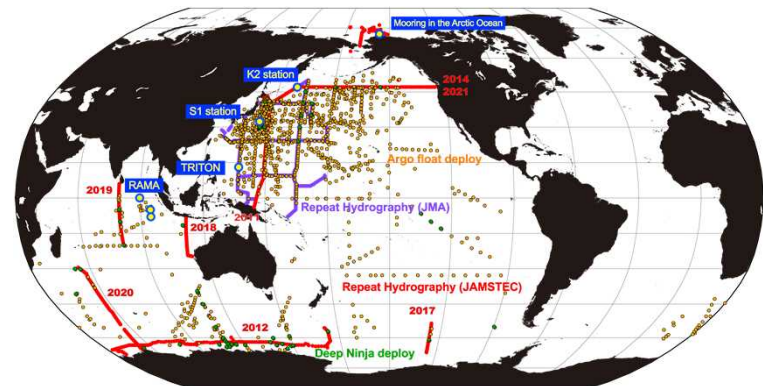 Mooring in the Arctic Ocean
K2 station
2014
2021
S1 station
Argo float deploy
TRITON
2019
RAMA
Repeat Hydrography (JMA)
2018
Repeat Hydrography (JAMSTEC)
2020
2017
2012
Deep Ninja deploy